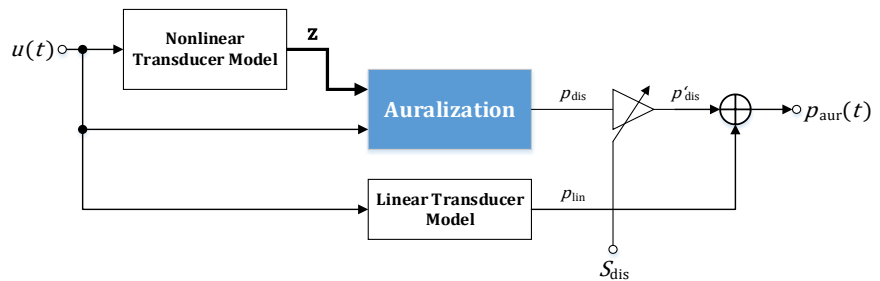 u(t)
Nonlinear
Transducer Model
z
Auralization
p_dis
p'_dis
p_aur(t)
Linear Transducer
Model
p_lin
S_dis